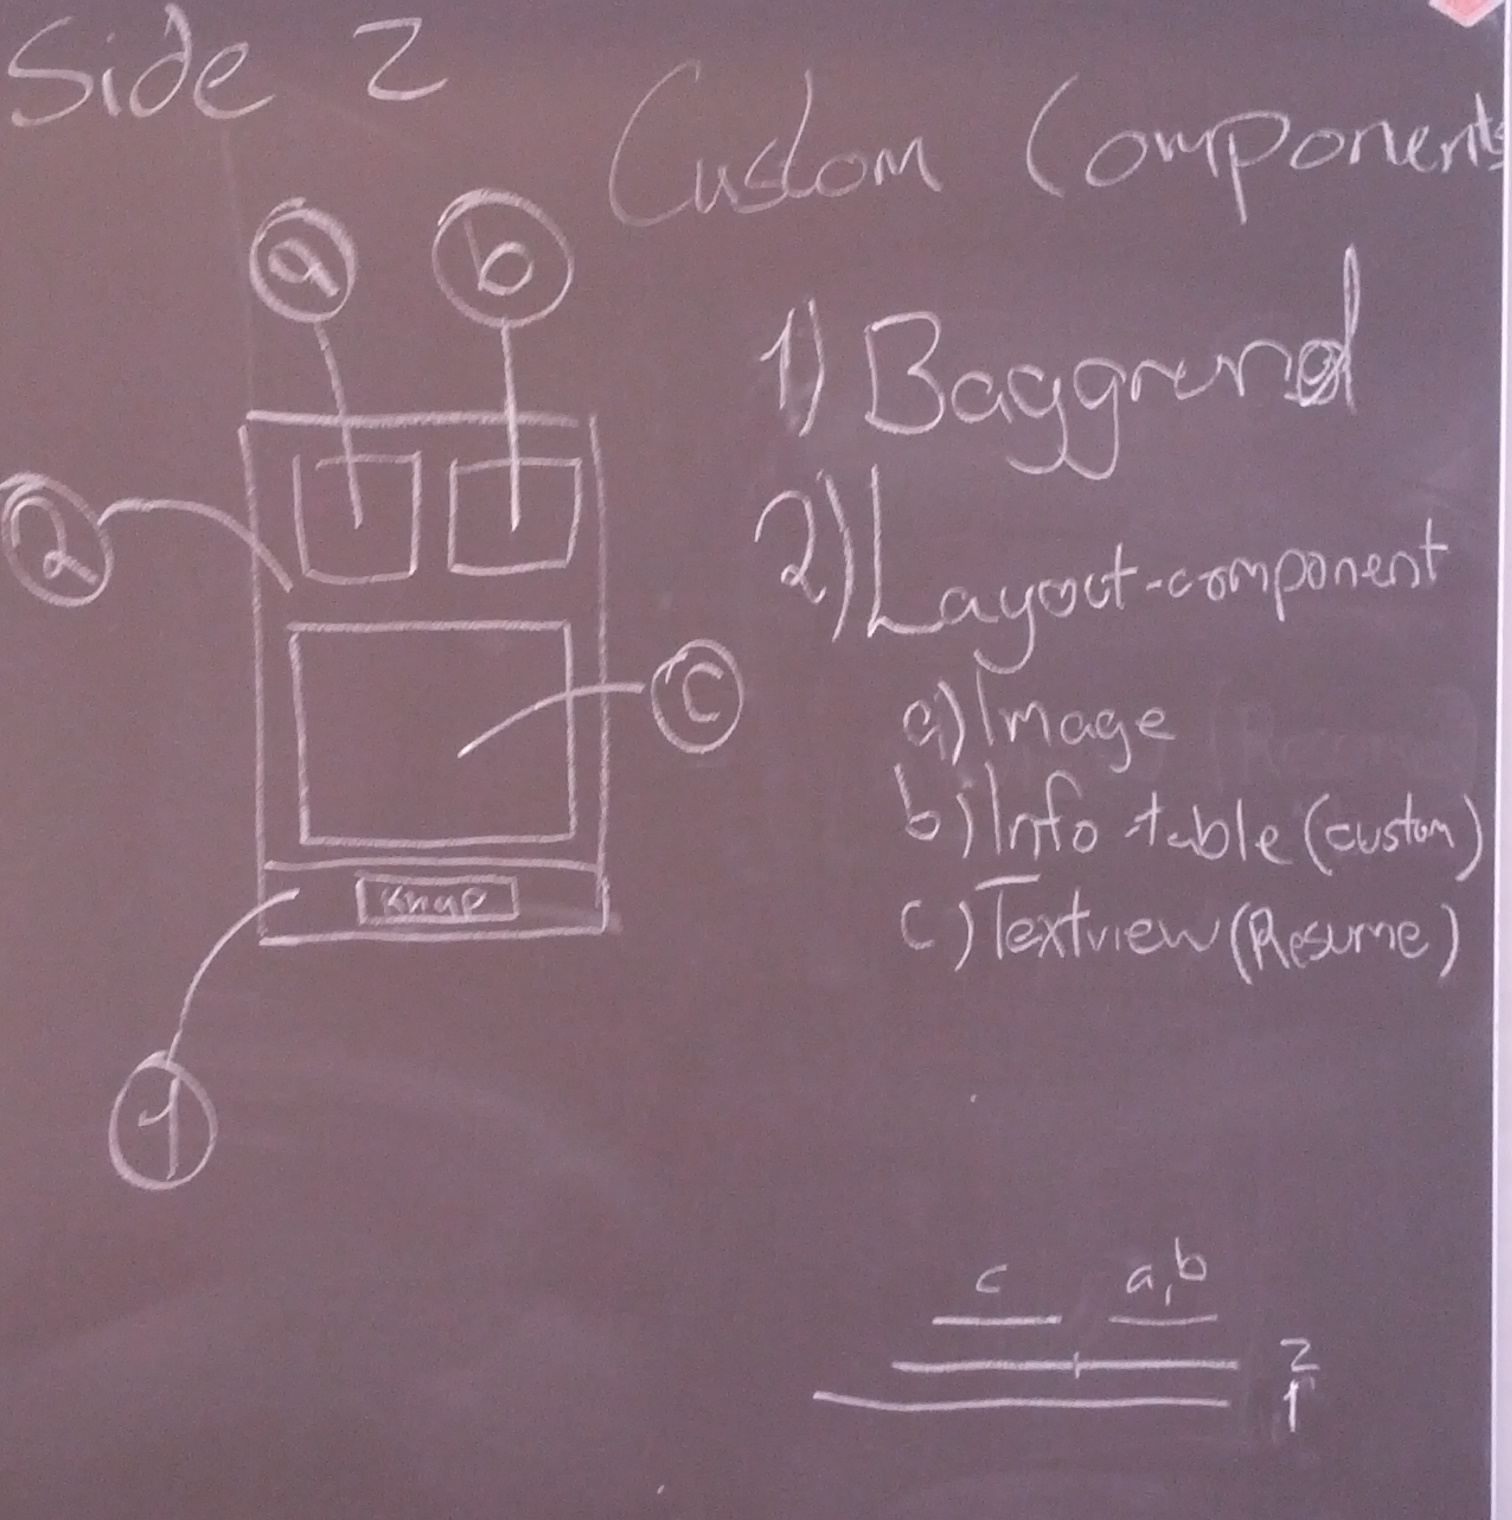 Side 2
Custom Components
a
b
1) Baggrund
2
2) Layout-component
c
a) Image
b) Info table (custom)
c) Textview (Resume)
Knap
1
c a,b
2
1